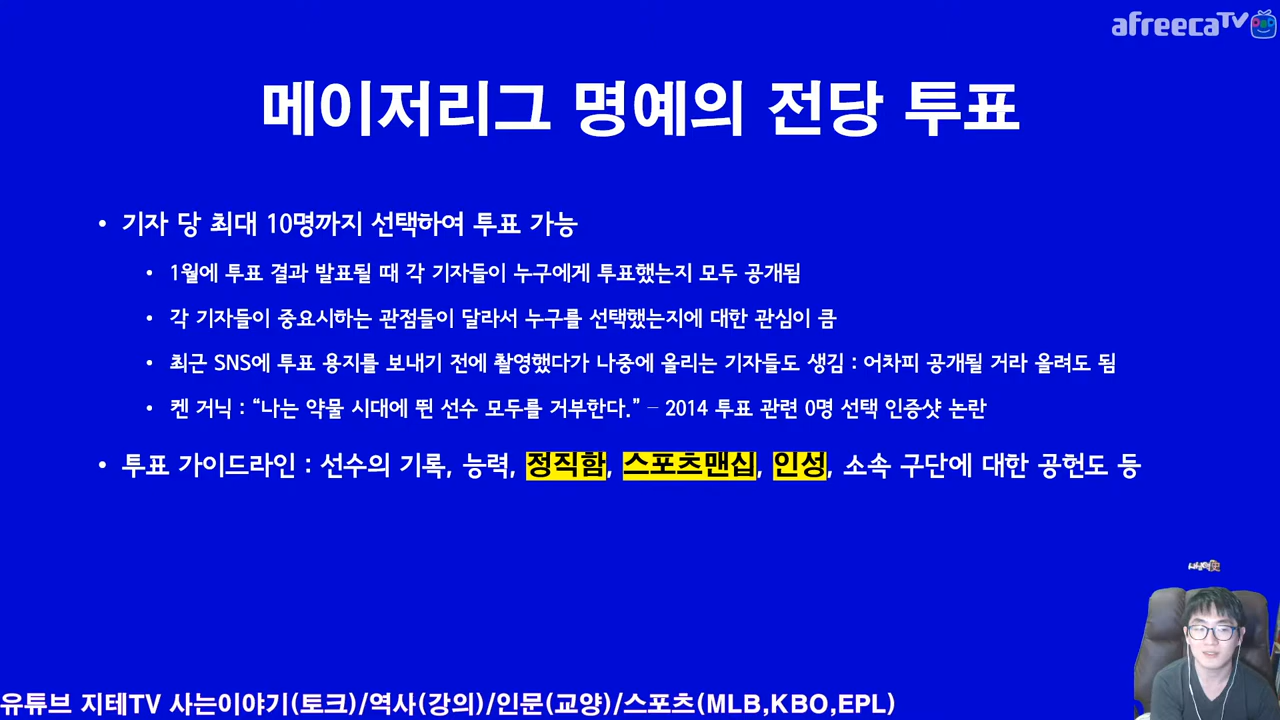 afreecaTV
메이저리그 명예의 전당 투표
• 기자 당 최대 10명까지 선택하여 투표 가능
• 1월에 투표 결과 발표될 때 각 기자들이 누구에게 투표했는지 모두 공개됨
• 각 기자들이 중요시하는 관점들이 달라서 누구를 선택했는지에 대한 관심이 큼
• 최근 SNS에 투표 용지를 보내기 전에 촬영했다가 나중에 올리는 기자들도 생김 : 어차피 공개될 거라 올려도 됨
• 켄 거닉 : “나는 약물 시대에 뛴 선수 모두를 거부한다.” – 2014 투표 관련 0명 선택 인증샷 논란
• 투표 가이드라인 : 선수의 기록, 능력, 정직함, 스포츠맨십, 인성, 소속 구단에 대한 공헌도 등
유튜브 지테TV 사는이야기(토크)/역사(강의)/인문(교양)/스포츠(MLB,KBO,EPL)